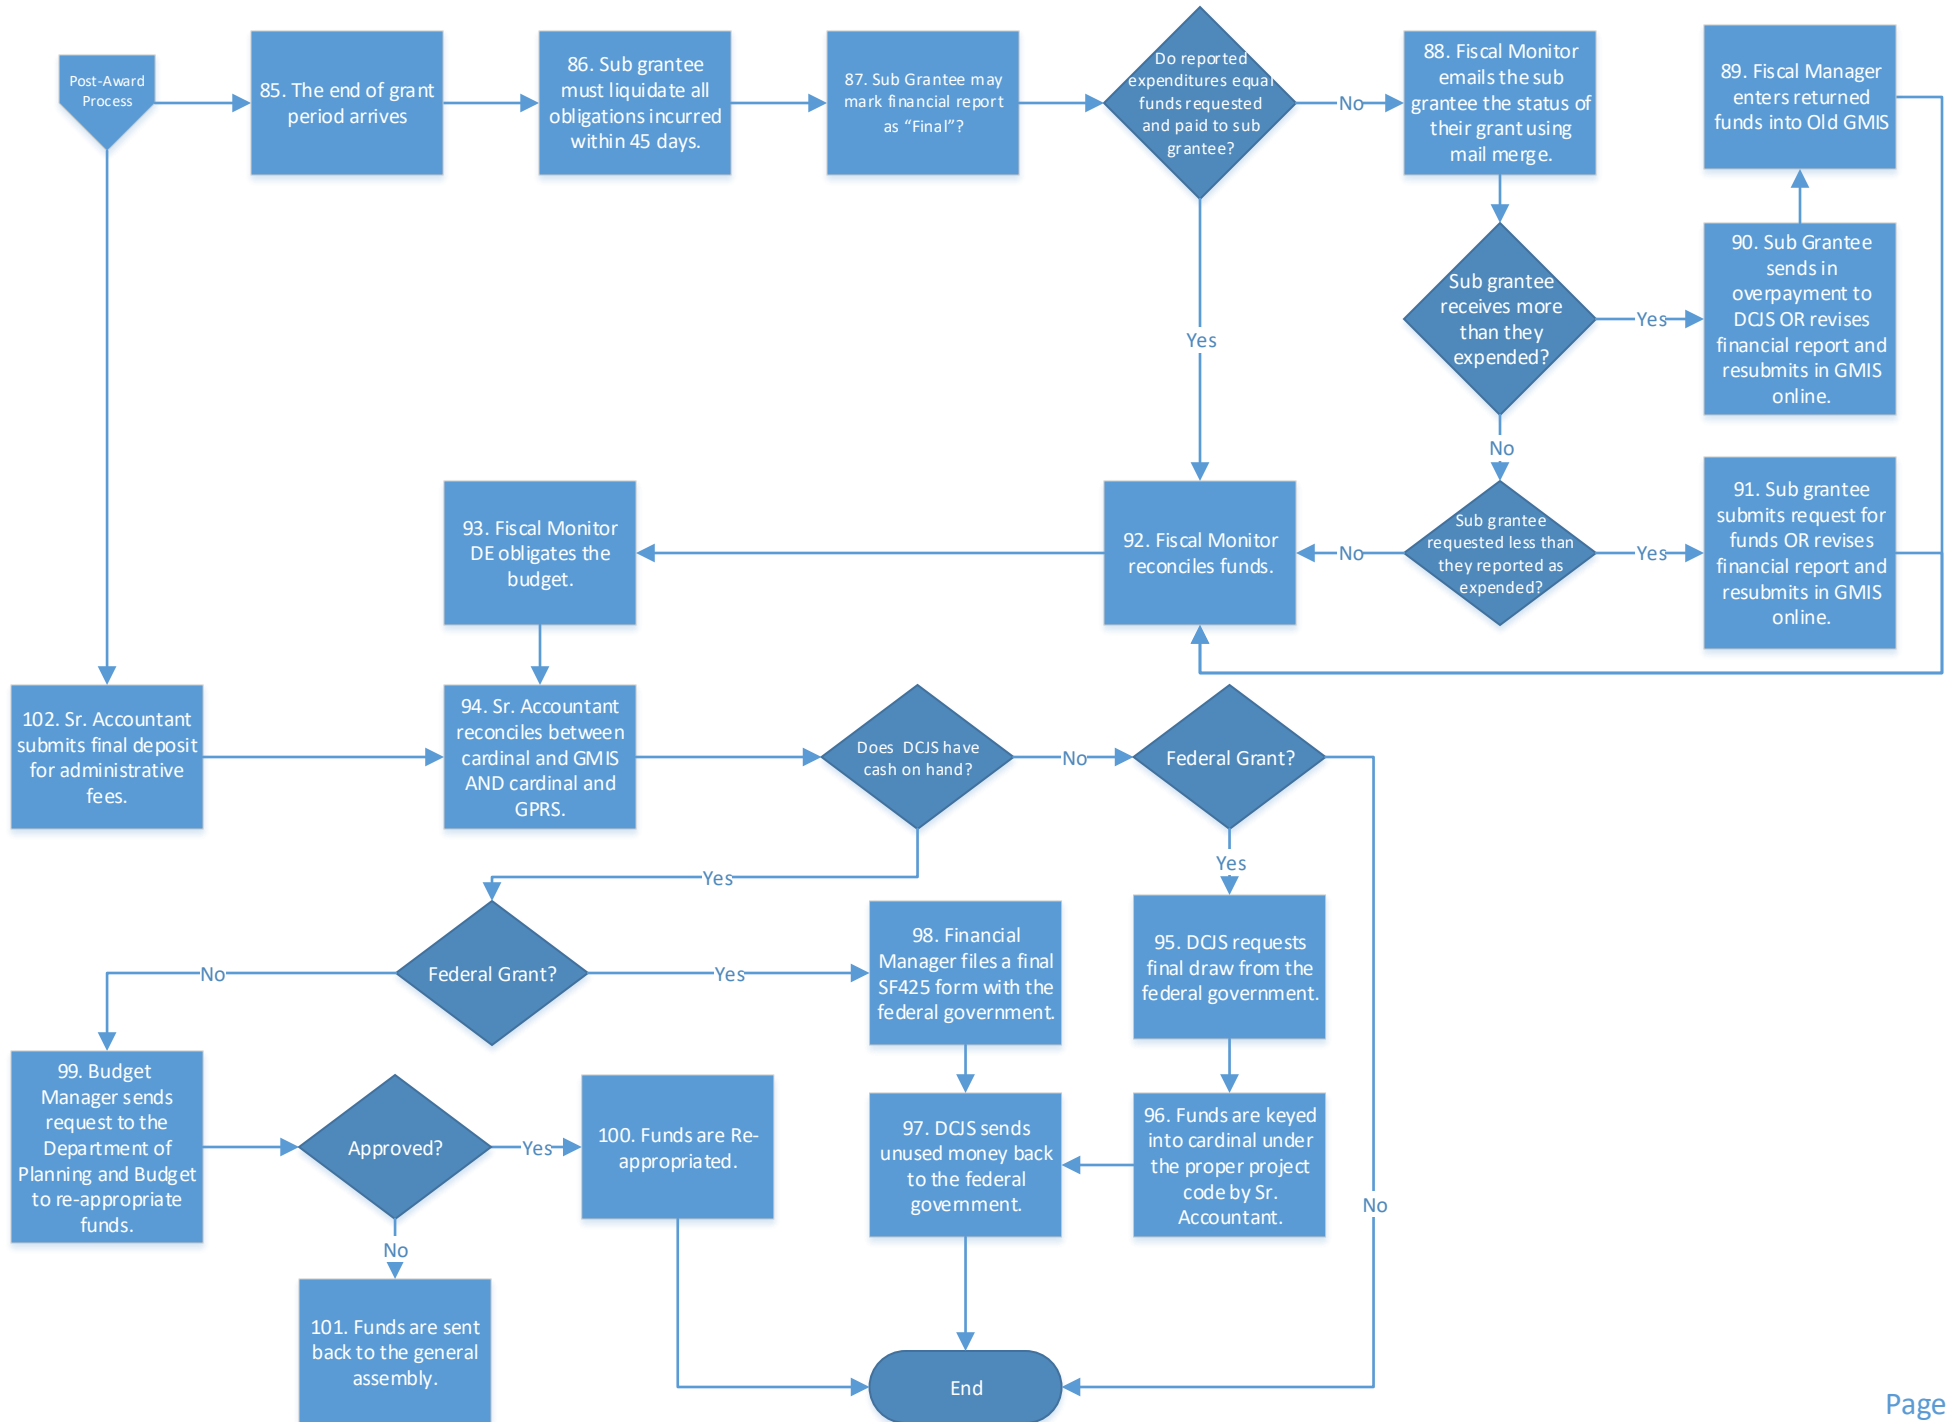 Post-Award
Process
85. The end of grant
period arrives
86. Sub grantee
must liquidate all
obligations incurred
within 45 days.
87. Sub Grantee may
mark financial report
as “Final”?
Do reported
expenditures equal
funds requested
and paid to sub
grantee?
No
88. Fiscal Monitor
emails the sub
grantee the status of
their grant using
mail merge.
89. Fiscal Manager
enters returned
funds into Old GMIS
Yes
Sub grantee
receives more
than they
expended?
Yes
90. Sub Grantee
sends in
overpayment to
DCJS OR revises
financial report and
resubmits in GMIS
online.
No
93. Fiscal Monitor
DE obligates the
budget.
92. Fiscal Monitor
reconciles funds.
No
Sub grantee
requested less than
they reported as
expended?
Yes
91. Sub grantee
submits request for
funds OR revises
financial report and
resubmits in GMIS
online.
102. Sr. Accountant
submits final deposit
for administrative
fees.
94. Sr. Accountant
reconciles between
cardinal and GMIS
AND cardinal and
GPRS.
Does DCJS have
cash on hand?
No
Federal Grant?
Yes
Yes
No
Federal Grant?
Yes
98. Financial
Manager files a final
SF425 form with the
federal government.
95. DCJS requests
final draw from the
federal government.
99. Budget
Manager sends
request to the
Department of
Planning and Budget
to re-appropriate
funds.
Approved?
Yes
100. Funds are Re-
appropriated.
97. DCJS sends
unused money back
to the federal
government.
96. Funds are keyed
into cardinal under
the proper project
code by Sr.
Accountant.
No
No
101. Funds are sent
back to the general
assembly.
End
Page